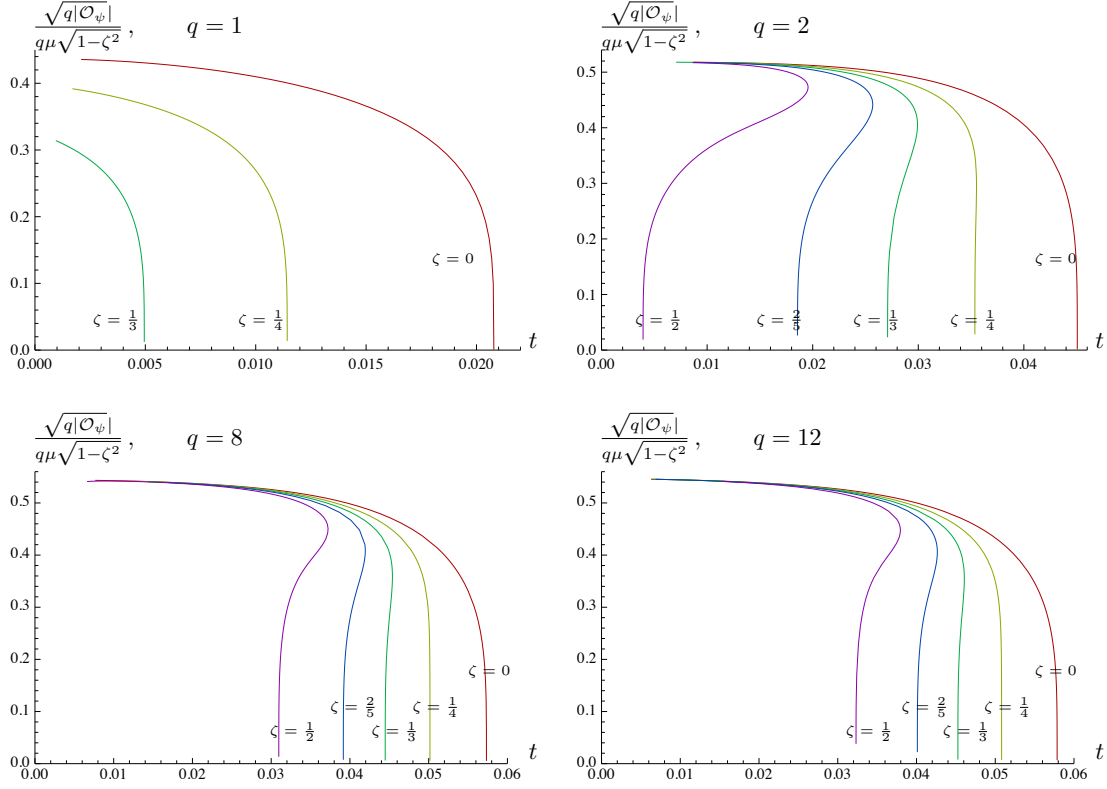 √q|𝒪_ψ| / qμ√1−ζ² , q = 1
0.4
0.3
0.2
0.1
0.0
0.000 0.005 0.010 0.015 0.020 t
ζ = 0
ζ = 1/3
ζ = 1/4
√q|𝒪_ψ| / qμ√1−ζ² , q = 2
0.5
0.4
0.3
0.2
0.1
0.0
0.01 0.02 0.03 0.04 t
ζ = 0
ζ = 1/2
ζ = 2/5
ζ = 1/3
ζ = 1/4
√q|𝒪_ψ| / qμ√1−ζ² , q = 8
0.5
0.4
0.3
0.2
0.1
0.0
0.00 0.01 0.02 0.03 0.04 0.05 0.06 t
ζ = 0
ζ = 2/5
ζ = 1/4
ζ = 1/2
ζ = 1/3
√q|𝒪_ψ| / qμ√1−ζ² , q = 12
0.5
0.4
0.3
0.2
0.1
0.0
0.00 0.01 0.02 0.03 0.04 0.05 0.06 t
ζ = 0
ζ = 2/5
ζ = 1/4
ζ = 1/2
ζ = 1/3